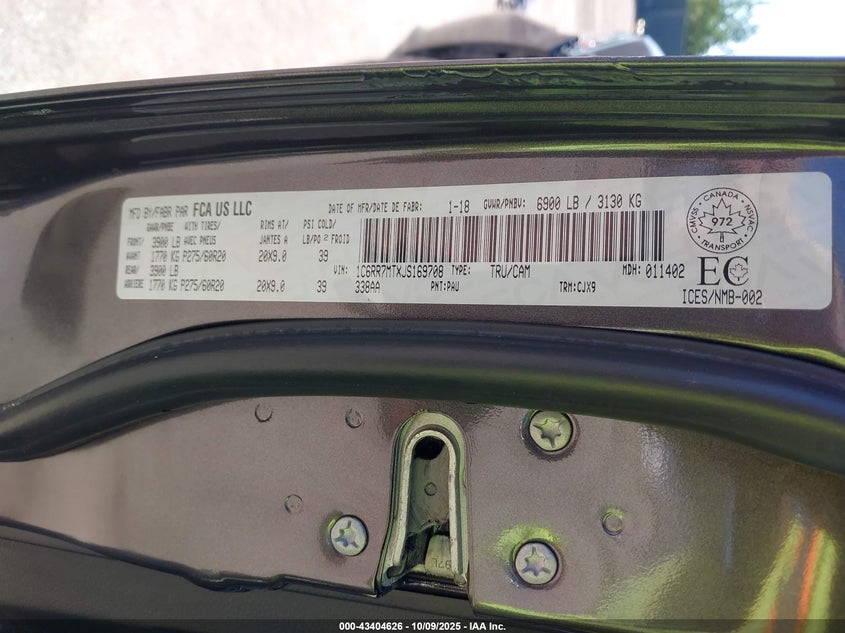 MFD BY/FABR PAR FCA US LLC
DATE OF MFR/DATE DE FABR: 1-18 GVWR/PNBV: 6900 LB / 3130 KG
GAWR/PNBE WITH TIRES/ RIMS AT/ PSI COLD/
AVEC PNEUS JANTES A LB/PO² FROID
FRONT/ 3900 LB
AVANT 1770 KG P275/60R20 20X9.0 39
REAR/ 3900 LB
ARRIERE 1770 KG P275/60R20 20X9.0 39
VIN: 1C6RR7MTXJS169708 TYPE: TRU/CAM MDH: 011402
338AA PNT:PAU TRM:CJX9
CMVSS CANADA NSVAC
972
TRANSPORT
EC
ICES/NMB-002
000-43404626 - 10/09/2025 - IAA Inc.